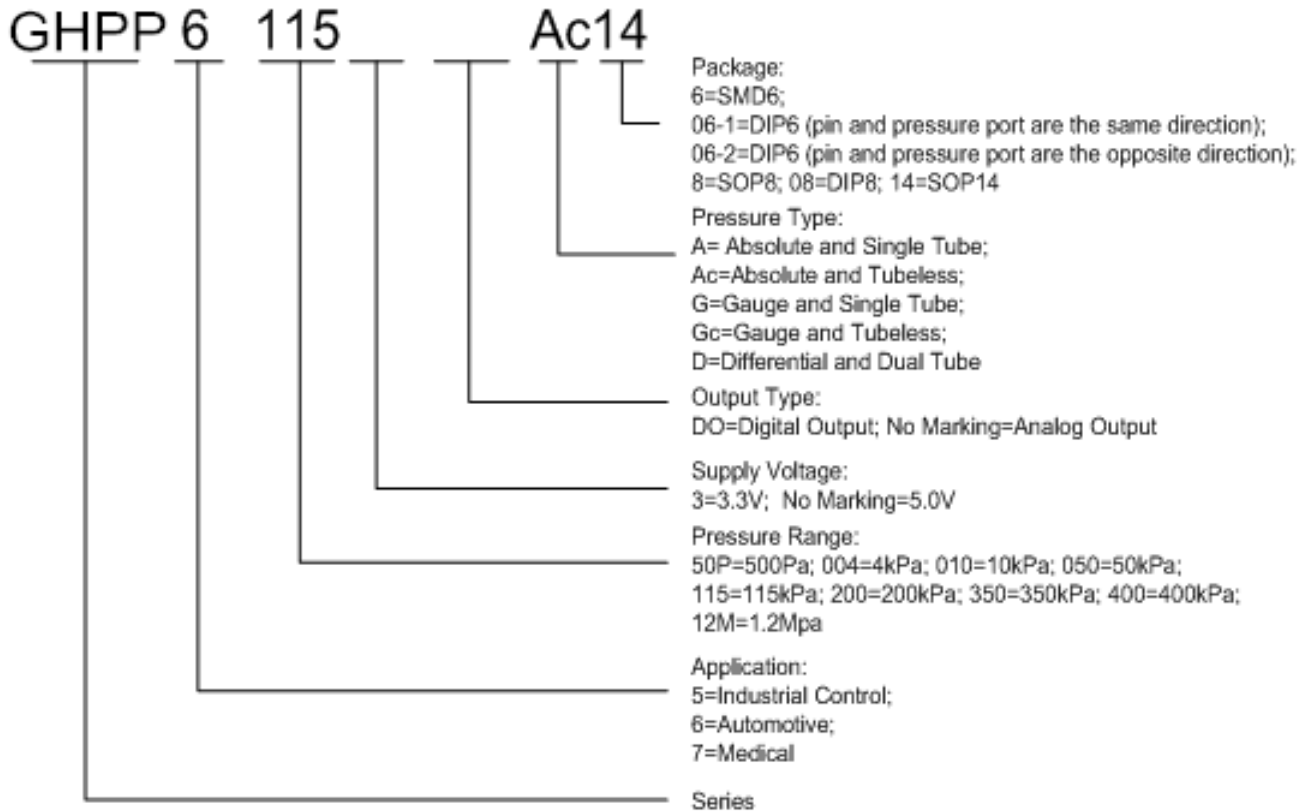 GHPP 6 115 Ac14
Package:
6=SMD6;
06-1=DIP6 (pin and pressure port are the same direction);
06-2=DIP6 (pin and pressure port are the opposite direction);
8=SOP8; 08=DIP8; 14=SOP14
Pressure Type:
A= Absolute and Single Tube;
Ac=Absolute and Tubeless;
G=Gauge and Single Tube;
Gc=Gauge and Tubeless;
D=Differential and Dual Tube
Output Type:
DO=Digital Output; No Marking=Analog Output
Supply Voltage:
3=3.3V; No Marking=5.0V
Pressure Range:
50P=500Pa; 004=4kPa; 010=10kPa; 050=50kPa;
115=115kPa; 200=200kPa; 350=350kPa; 400=400kPa;
12M=1.2Mpa
Application:
5=Industrial Control;
6=Automotive;
7=Medical
Series